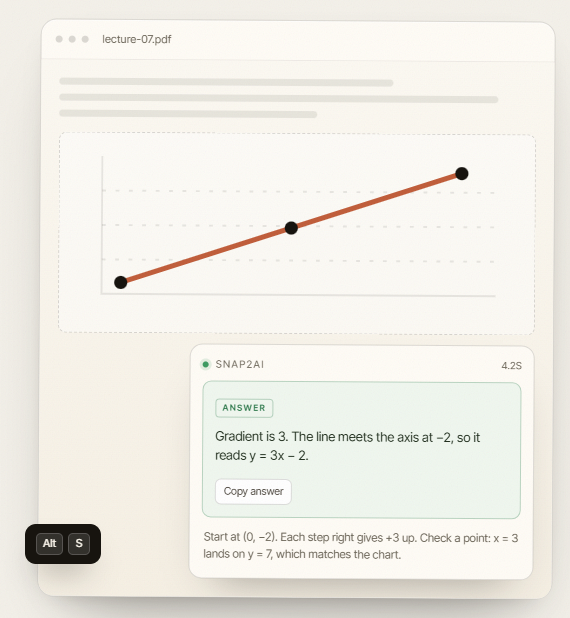 lecture-07.pdf
SNAP2AI
4.2S
ANSWER
Gradient is 3. The line meets the axis at −2, so it
reads y = 3x − 2.
Copy answer
Alt S
Start at (0, −2). Each step right gives +3 up. Check a point: x = 3
lands on y = 7, which matches the chart.